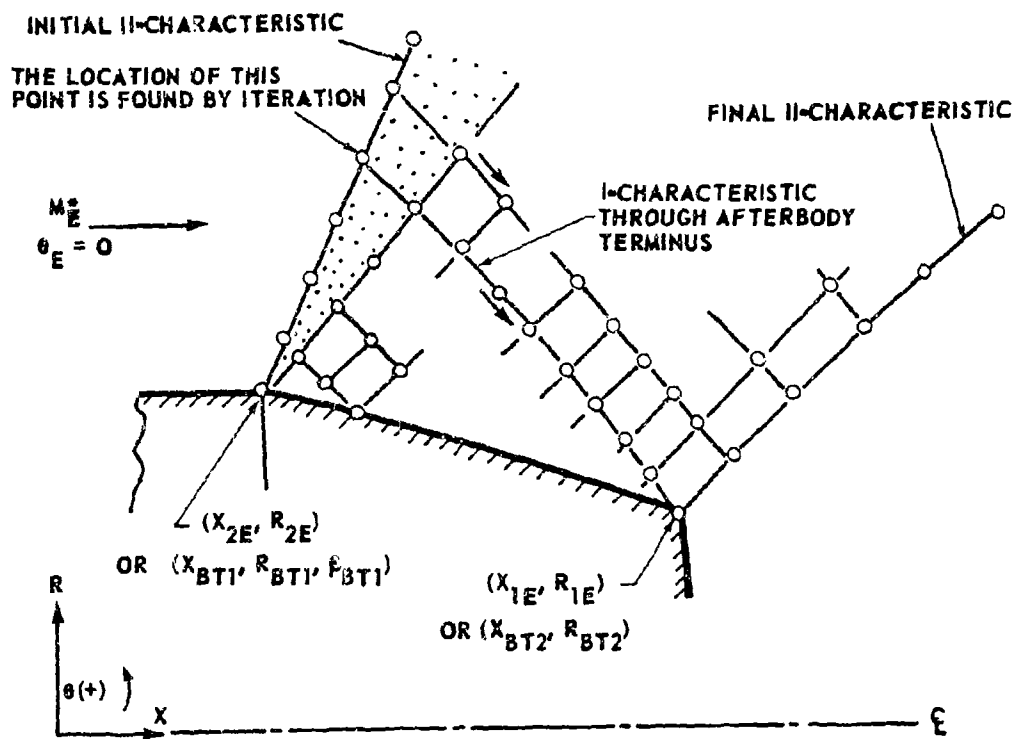 INITIAL II-CHARACTERISTIC
THE LOCATION OF THIS
POINT IS FOUND BY ITERATION
FINAL II-CHARACTERISTIC
M*E
θE = 0
I-CHARACTERISTIC
THROUGH AFTERBODY
TERMINUS
(X2E, R2E)
OR (XBT1, RBT1, βBT1)
(X1E, R1E)
OR (XBT2, RBT2)
R
θ(+)
X
℄